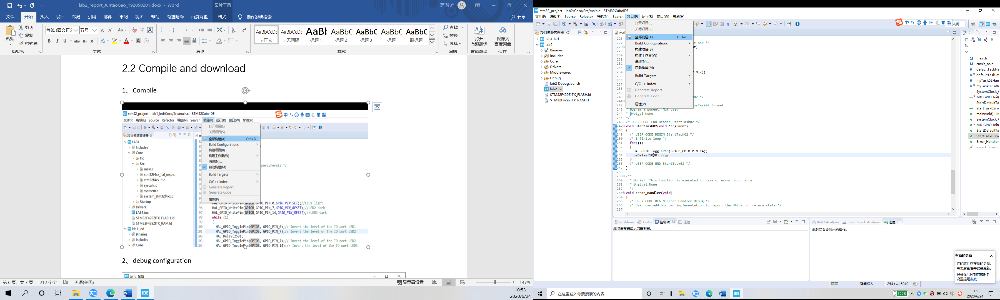 lab2_report_JuntaoGao_192050201.docx - Word
图片工具
高 骏涛
文件 开始 插入 设计 布局 引用 邮件 审阅 视图 帮助 有道翻译 百度网盘 格式 操作说明搜索 共享
粘贴 剪切 复制 格式刷
等线 (西文正文) 五号
AaBbCcDc AaBbCcDc AaBl AaBbC AaBbC AaBbC AaBbC
正文 无间隔 标题 1 标题 2 标题 3 标题 副标题
查找 替换 选择
打开 有道翻译 保存到 百度网盘
剪贴板 字体 段落 样式 编辑 有道翻译 保存
2.2 Compile and download
1、 Compile
stm32_project - lab1_led/Core/Src/main.c - STM32CubeIDE
文件(F) 编辑(E) Source Refactor 导航(N) Search 项目(P) 运行(R) 窗口(W) 帮助(H)
项目资源管理器
LAB1
Includes
Core
Inc
Src
main.c
stm32f4xx_hal_msp.c
stm32f4xx_it.c
syscalls.c
sysmem.c
system_stm32f4xx.c
Startup
Drivers
LAB1.ioc
STM32F429ZITX_FLASH.ld
STM32F429ZITX_RAM.ld
lab1_led
Binaries
Includes
Core
打开项目(E)
关闭项目(S)
全部构建(A) Ctrl+B
Build Configurations
构建项目(B)
构建工作集(W)
清理(N)...
自动构建(M)
Build Targets
C/C++ Index
Generate Report
Generate Code
属性(P)
peripherals */
95 HAL_GPIO_WritePin(GPIOB,GPIO_PIN_0,GPIO_PIN_SET);//LED1 light
96 HAL_GPIO_WritePin(GPIOB,GPIO_PIN_7,GPIO_PIN_RESET);//LED2 dark
97 HAL_GPIO_WritePin(GPIOB,GPIO_PIN_14,GPIO_PIN_RESET);//LED3 dark
98 while (1)
99 {
100 HAL_GPIO_TogglePin(GPIOB, GPIO_PIN_0);// Invert the level of the IO port LED1
101 HAL_GPIO_TogglePin(GPIOB, GPIO_PIN_7);// Invert the level of the IO port LED2
102 HAL_Delay(250);
103 HAL_GPIO_TogglePin(GPIOB, GPIO_PIN_7);// Invert the level of the IO port LED2
104 HAL_GPIO_TogglePin(GPIOB, GPIO_PIN_14);// Invert the level of the IO port LED3
2、 debug configuration
运行 配置
第 6 页，共 7 页 212 个字 英语(美国) 显示器设置 147%
10:53
2020/6/24
stm32_project - lab2/Core/Src/main.c - STM32CubeIDE
文件(F) 编辑(E) Source Refactor 导航(N) Search 项目(P) 运行(R) 窗口(W) 帮助(H)
访问
项目资源管理器
lab1_led
lab2
Binaries
Includes
Core
Drivers
Middlewares
Debug
lab2 Debug.launch
lab2.ioc
STM32F429ZITX_FLASH.ld
STM32F429ZITX_RAM.ld
打开项目(E)
关闭项目(S)
全部构建(A) Ctrl+B
Build Configurations
构建项目(B)
构建工作集(W)
清理(N)...
自动构建(M)
Build Targets
C/C++ Index
Generate Report
Generate Code
属性(P)
226
227 tTask */
228
229
230
231
232
233
234 PIN_7);
235
236
237
238
239
240 02 */
241
242 myTask02 thread.
243 * @param argument: Not used
244 * @retval None
245 */
246 /* USER CODE END Header_StartTask02 */
247 void StartTask02(void *argument)
248 {
249 /* USER CODE BEGIN StartTask02 */
250 /* Infinite loop */
251 for(;;)
252 {
253 HAL_GPIO_TogglePin(GPIOB,GPIO_PIN_14);
254 osDelay(1000);//ms
255 }
256 /* USER CODE END StartTask02 */
257 }
258
259 /**
260 * @brief This function is executed in case of error occurrence.
261 * @retval None
262 */
263 void Error_Handler(void)
264 {
265 /* USER CODE BEGIN Error_Handler_Debug */
266 /* User can add his own implementation to report the HAL error return state */
267
main.h
cmsis_os.h
defaultTaskHa
defaultTask_at
myTask02Han
myTask02_attr
SystemClock_C
MX_GPIO_Init(
StartDefaultTa
StartTask02(vo
main(void) : in
SystemClock_C
MX_GPIO_Init(
StartDefaultTa
StartTask02(vo
Error_Handler
assert_failed(u
Problems Tasks 控制台 属性
此时没有要显示的控制台。
Build Analyzer Static Stack Analyzer 进度
此时没有要显示的操作。
有新的更新
你的软件存在新的更新。
点击后查看并安装更新。
将会在4小时时提醒你.
设置提醒参数
可写 智能插入 254 : ...: 6940
在这里输入你要搜索的内容
100%
10:53
2020/6/24